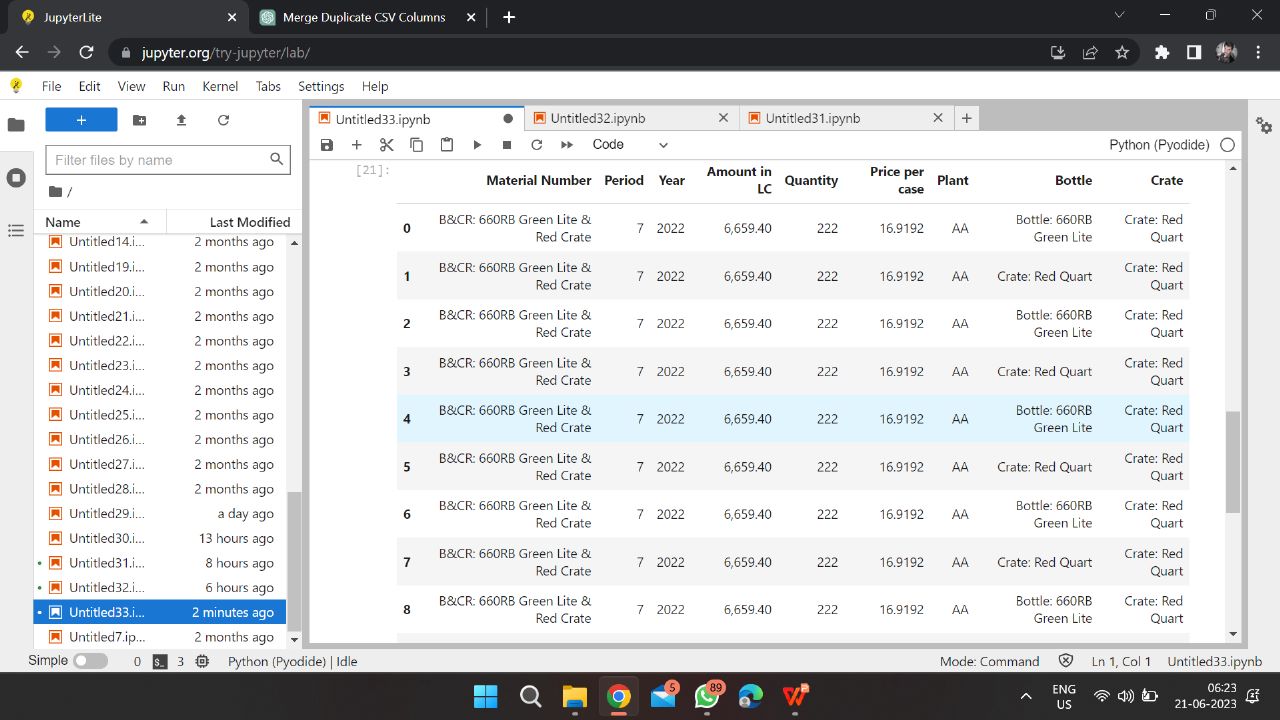 JupyterLite
Merge Duplicate CSV Columns
jupyter.org/try-jupyter/lab/
File Edit View Run Kernel Tabs Settings Help
Untitled33.ipynb
Untitled32.ipynb
Untitled31.ipynb
Filter files by name
Code
Python (Pyodide)
/
Name Last Modified
Untitled14.i... 2 months ago
Untitled19.i... 2 months ago
Untitled20.i... 2 months ago
Untitled21.i... 2 months ago
Untitled22.i... 2 months ago
Untitled23.i... 2 months ago
Untitled24.i... 2 months ago
Untitled25.i... 2 months ago
Untitled26.i... 2 months ago
Untitled27.i... 2 months ago
Untitled28.i... 2 months ago
Untitled29.i... a day ago
Untitled30.i... 13 hours ago
Untitled31.i... 8 hours ago
Untitled32.i... 6 hours ago
Untitled33.i... 2 minutes ago
Untitled7.ip... 2 months ago
[21]:
Material Number Period Year Amount in LC Quantity Price per case Plant Bottle Crate
0 B&CR: 660RB Green Lite & Red Crate 7 2022 6,659.40 222 16.9192 AA Bottle: 660RB Green Lite Crate: Red Quart
1 B&CR: 660RB Green Lite & Red Crate 7 2022 6,659.40 222 16.9192 AA Crate: Red Quart Crate: Red Quart
2 B&CR: 660RB Green Lite & Red Crate 7 2022 6,659.40 222 16.9192 AA Bottle: 660RB Green Lite Crate: Red Quart
3 B&CR: 660RB Green Lite & Red Crate 7 2022 6,659.40 222 16.9192 AA Crate: Red Quart Crate: Red Quart
4 B&CR: 660RB Green Lite & Red Crate 7 2022 6,659.40 222 16.9192 AA Bottle: 660RB Green Lite Crate: Red Quart
5 B&CR: 660RB Green Lite & Red Crate 7 2022 6,659.40 222 16.9192 AA Crate: Red Quart Crate: Red Quart
6 B&CR: 660RB Green Lite & Red Crate 7 2022 6,659.40 222 16.9192 AA Bottle: 660RB Green Lite Crate: Red Quart
7 B&CR: 660RB Green Lite & Red Crate 7 2022 6,659.40 222 16.9192 AA Crate: Red Quart Crate: Red Quart
8 B&CR: 660RB Green Lite & Red Crate 7 2022 6,659.40 222 16.9192 AA Bottle: 660RB Green Lite Crate: Red Quart
Simple 0 $_ 3 Python (Pyodide) | Idle
Mode: Command Ln 1, Col 1 Untitled33.ipynb
5
89
ENG
US
06:23
21-06-2023